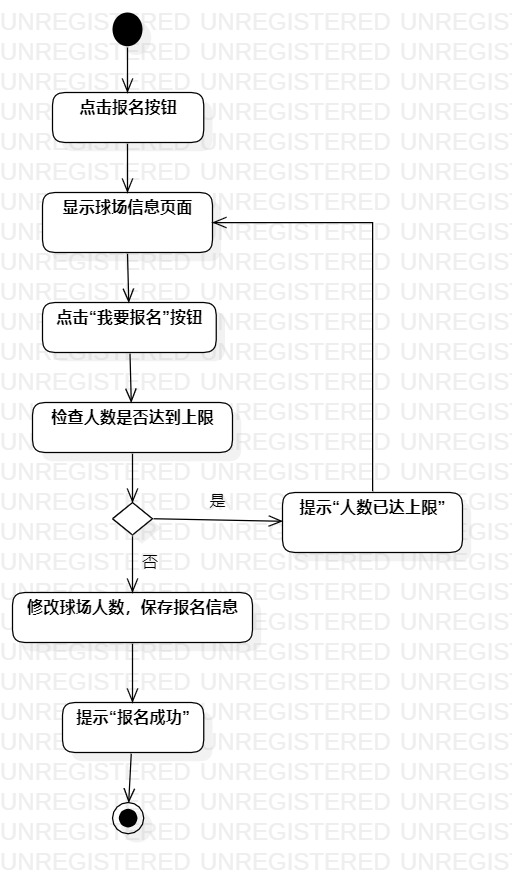 点击报名按钮
显示球场信息页面
点击“我要报名”按钮
检查人数是否达到上限
是
提示“人数已达上限”
否
修改球场人数，保存报名信息
提示“报名成功”
UNREGISTERED